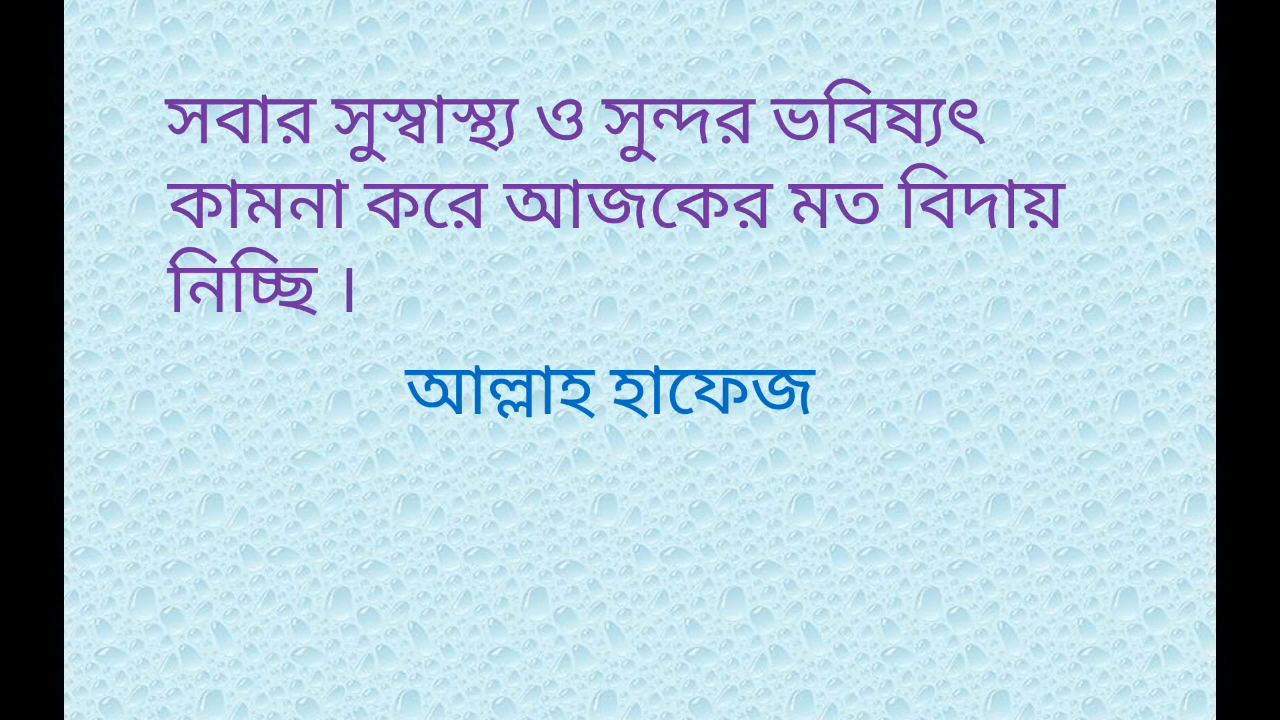 সবার সুস্বাস্থ্য ও সুন্দর ভবিষ্যৎ
কামনা করে আজকের মত বিদায়
নিচ্ছি ।
আল্লাহ হাফেজ